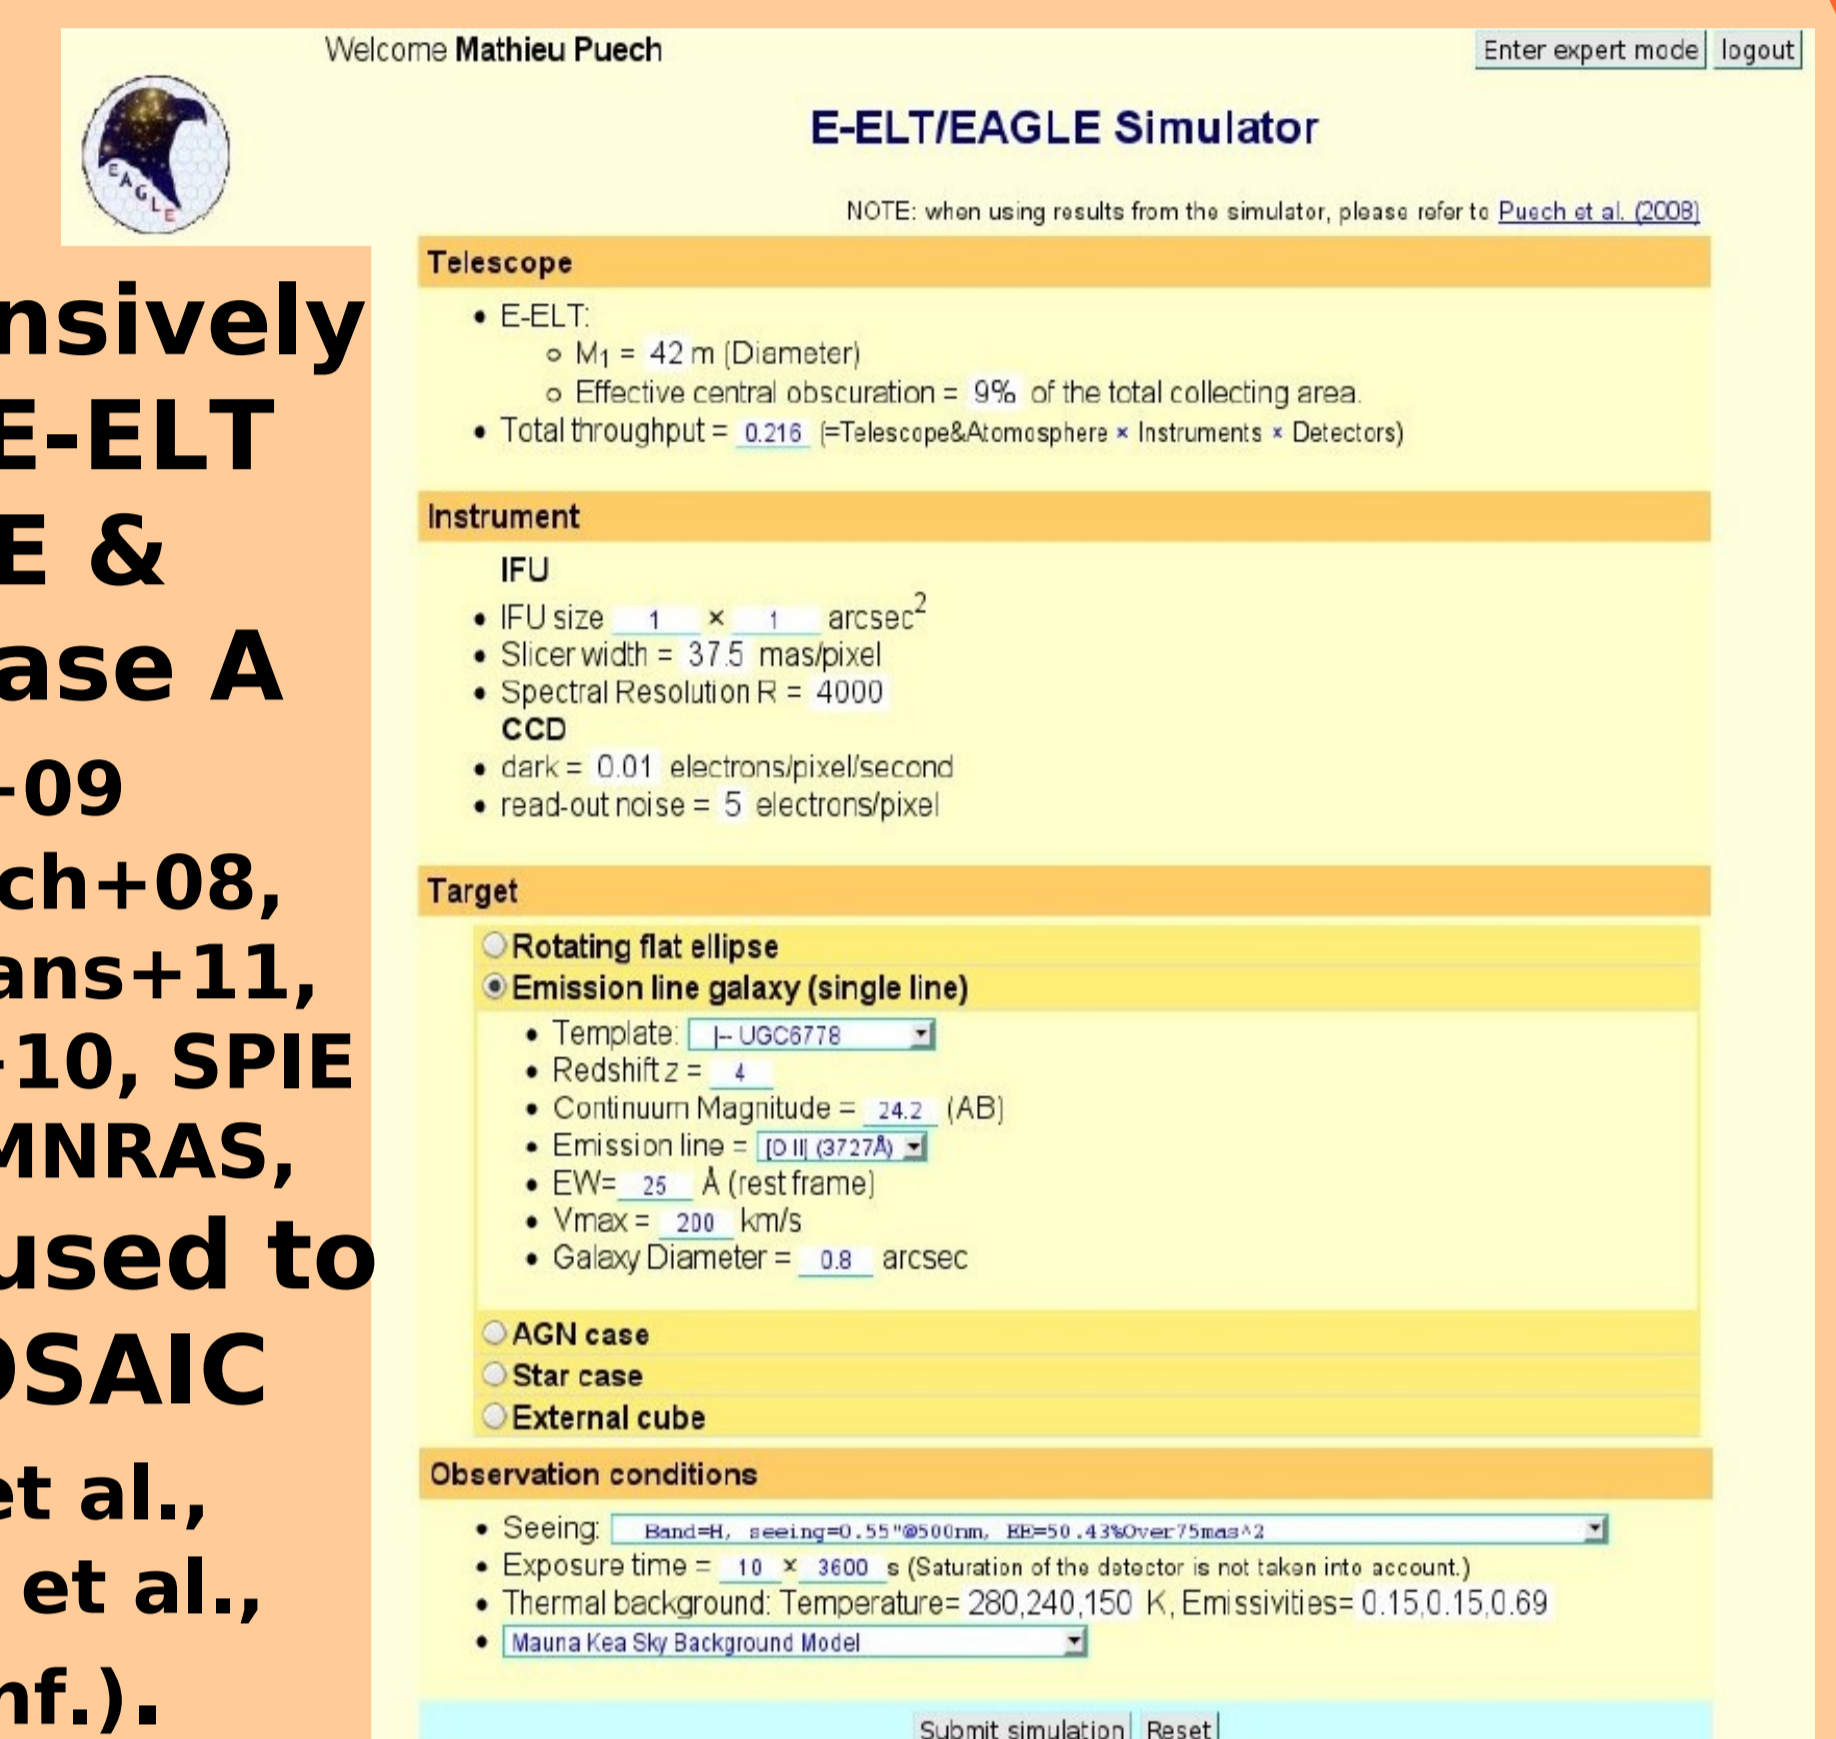 Welcome Mathieu Puech
Enter expert mode logout
EAGLE
E-ELT/EAGLE Simulator
NOTE: when using results from the simulator, please refer to Puech et al. (2008)
nsively
E-ELT
E &
ase A
+09
ch+08,
ans+11,
+10, SPIE
MNRAS,
used to
OSAIC
et al.,
et al.,
nf.).
Telescope
• E-ELT:
o M1 = 42 m (Diameter)
o Effective central obscuration = 9% of the total collecting area.
• Total throughput = 0.216 (=Telescope&Atomosphere × Instruments × Detectors)
Instrument
IFU
• IFU size 1 × 1 arcsec2
• Slicer width = 37.5 mas/pixel
• Spectral Resolution R = 4000
CCD
• dark = 0.01 electrons/pixel/second
• read-out noise = 5 electrons/pixel
Target
Rotating flat ellipse
Emission line galaxy (single line)
• Template: |-- UGC6778
• Redshift z = 4
• Continuum Magnitude = 24.2 (AB)
• Emission line = [O II] (3727Å)
• EW= 25 Å (rest frame)
• Vmax = 200 km/s
• Galaxy Diameter = 0.8 arcsec
AGN case
Star case
External cube
Observation conditions
• Seeing: Band=H, seeing=0.55"@500nm, EE=50.43%Over75mas^2
• Exposure time = 10 × 3600 s (Saturation of the detector is not taken into account.)
• Thermal background: Temperature= 280,240,150 K, Emissivities= 0.15,0.15,0.69
• Mauna Kea Sky Background Model
Submit simulation Reset